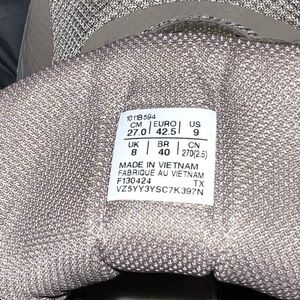 1011B594
CM EURO US
27.0 42.5 9
UK BR CN
8 40 270(2.5)
MADE IN VIETNAM
FABRIQUE AU VIETNAM
F130424 TX
VZ5YY3YSC7K397N